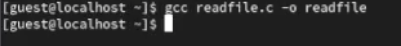 [guest@localhost ~]$ gcc readfile.c -o readfile
[guest@localhost ~]$